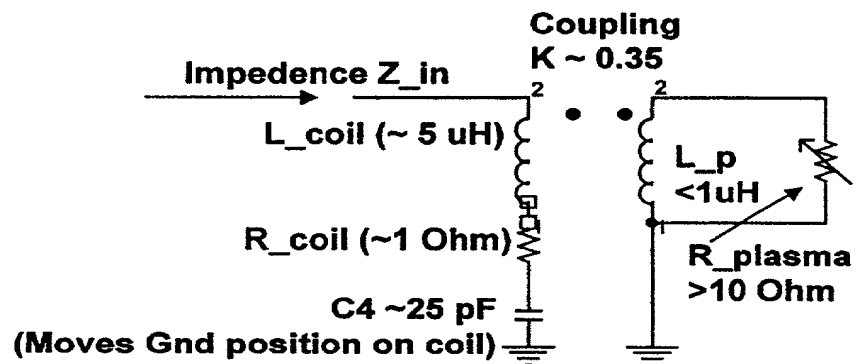 Coupling
K ~ 0.35
Impedence Z_in
2
2
L_coil (~ 5 uH)
L_p
<1uH
1
R_coil (~1 Ohm)
R_plasma
>10 Ohm
C4 ~25 pF
(Moves Gnd position on coil)